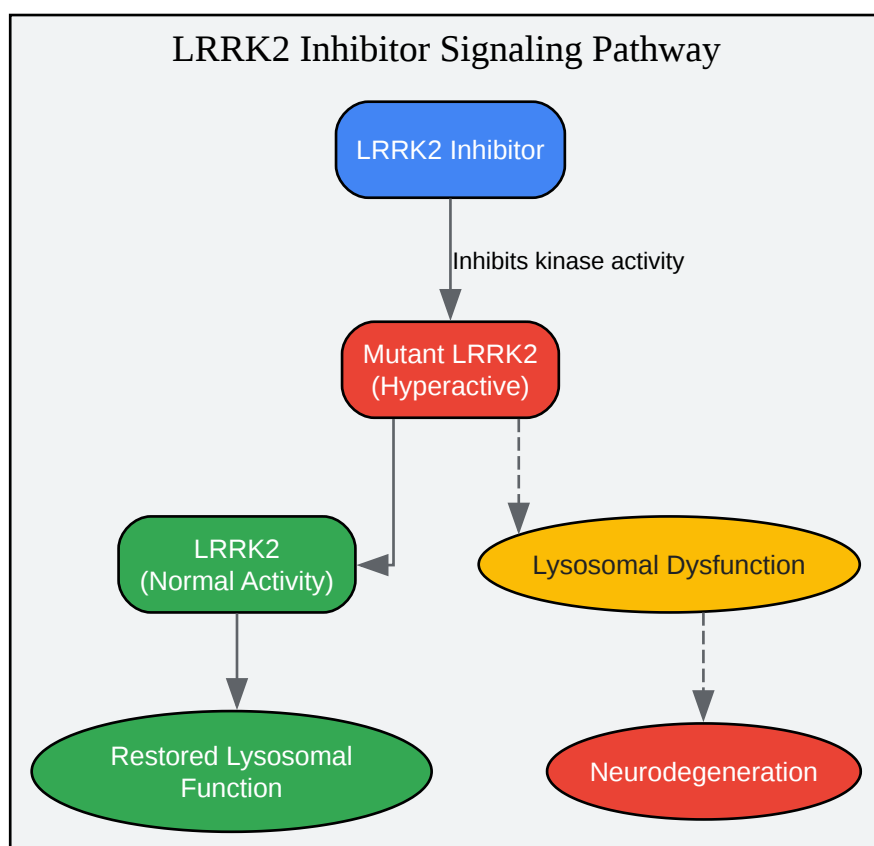 LRRK2 Inhibitor Signaling Pathway
LRRK2 Inhibitor
Inhibits kinase activity
Mutant LRRK2
(Hyperactive)
LRRK2
(Normal Activity)
Lysosomal Dysfunction
Restored Lysosomal
Function
Neurodegeneration